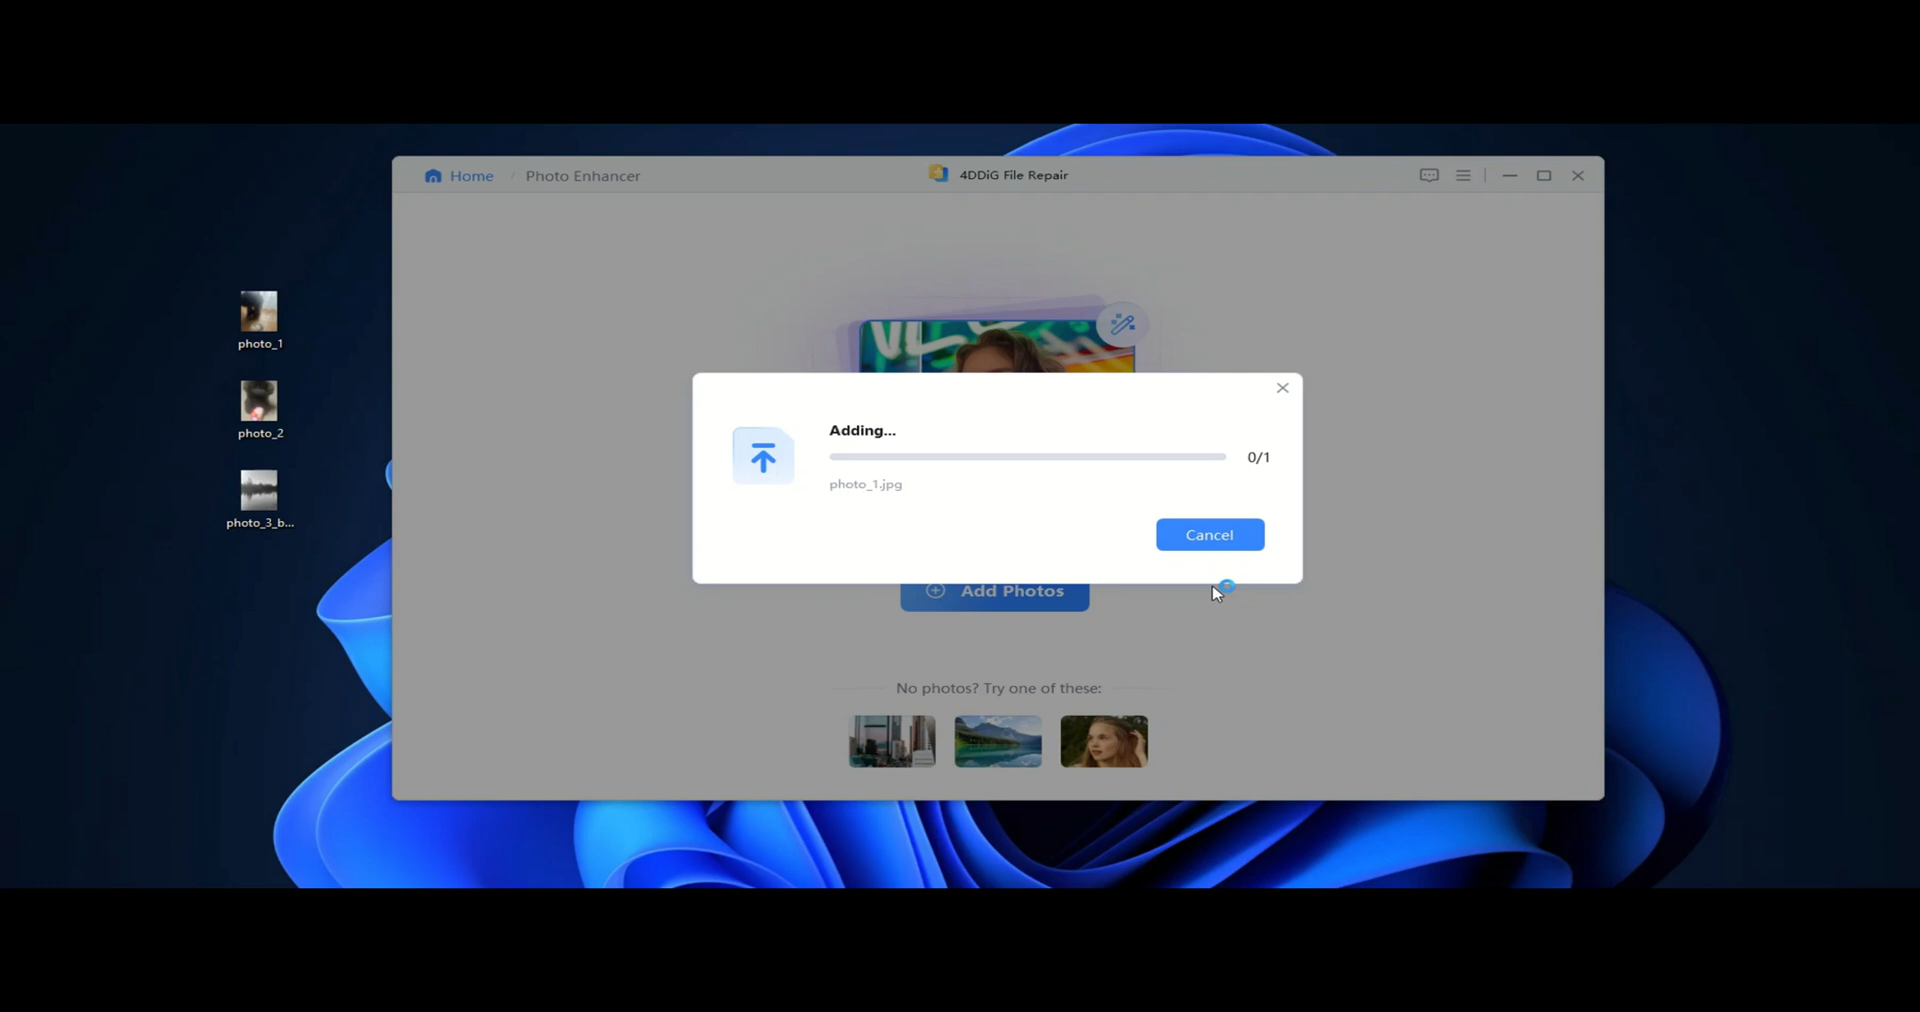 Home / Photo Enhancer
4DDiG File Repair
photo_1
photo_2
photo_3_b...
Adding...
0/1
photo_1.jpg
Cancel
Add Photos
No photos? Try one of these: